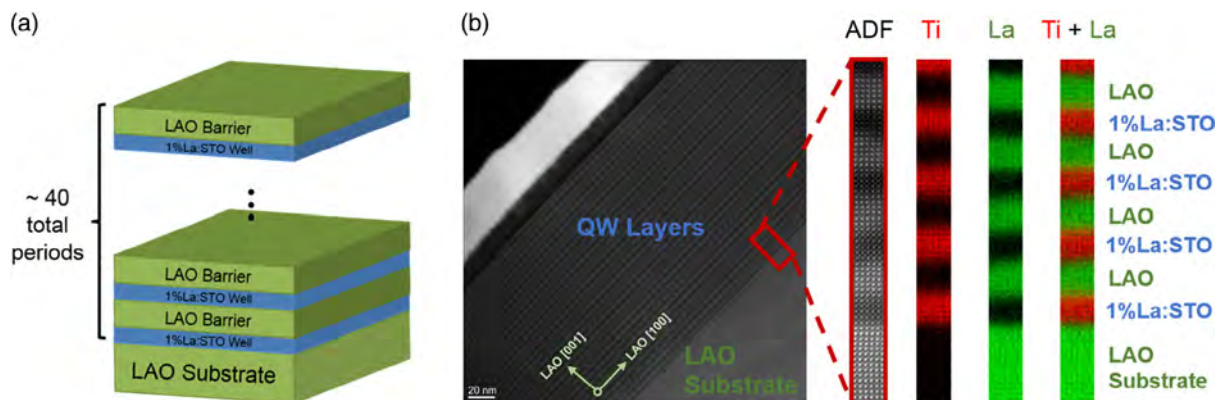 (a)
LAO Barrier
1%La:STO Well
~ 40
total
periods
LAO Barrier
1%La:STO Well
LAO Barrier
1%La:STO Well
LAO Substrate
(b)
QW Layers
LAO [001]
LAO [100]
LAO
Substrate
20 nm
ADF
Ti
La
Ti + La
LAO
1%La:STO
LAO
1%La:STO
LAO
1%La:STO
LAO
1%La:STO
LAO
Substrate